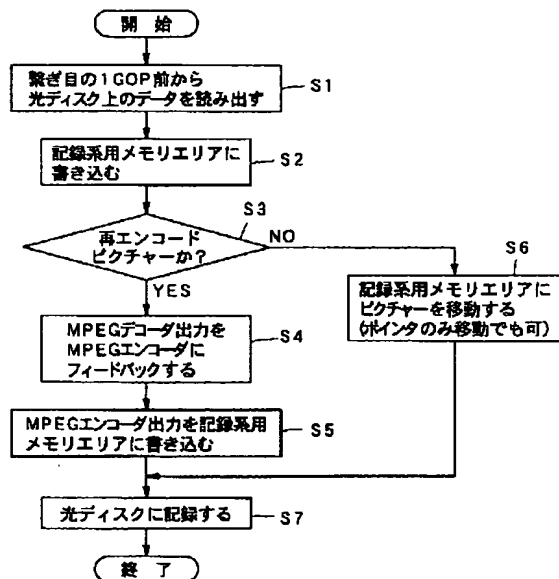 開 始
繋ぎ目の1GOP前から
光ディスク上のデータを読み出す
S1
記録系用メモリエリアに
書き込む
S2
S3
再エンコード
ピクチャーか？
NO
YES
S6
記録系用メモリエリアに
ピクチャーを移動する
(ポインタのみ移動でも可)
MPEGデコーダ出力を
MPEGエンコーダに
フィードバックする
S4
MPEGエンコーダ出力を記録系用
メモリエリアに書き込む
S5
光ディスクに記録する
S7
終 了